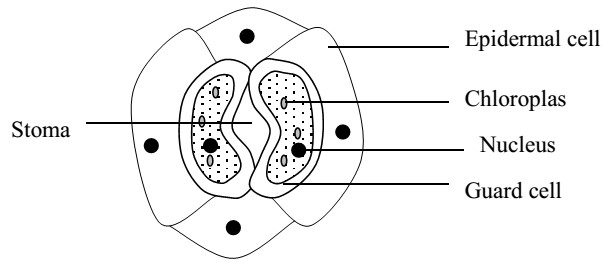 Epidermal cell
Chloroplas
Stoma
Nucleus
Guard cell